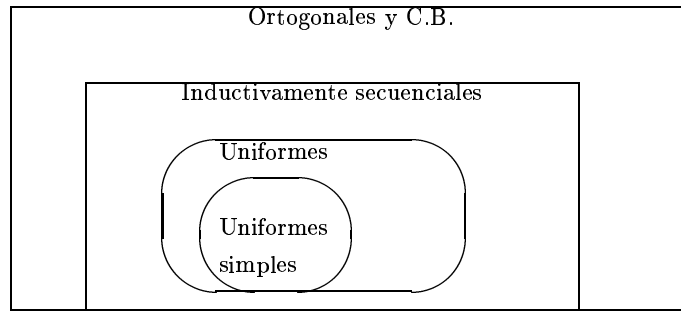 Ortogonales y C.B.
Inductivamente secuenciales
Uniformes
Uniformes
simples